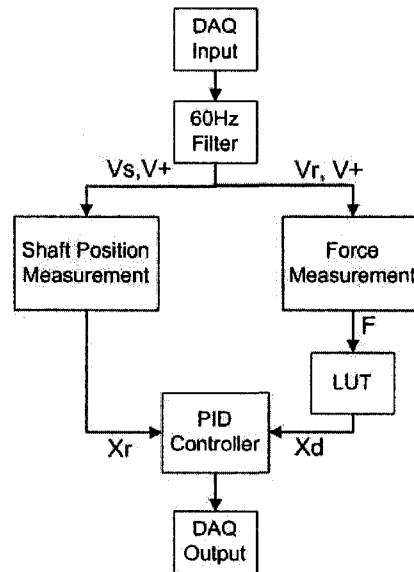 DAQ
Input
60Hz
Filter
Vs,V+
Vr, V+
Shaft Position
Measurement
Force
Measurement
F
LUT
PID
Controller
Xr
Xd
DAQ
Output